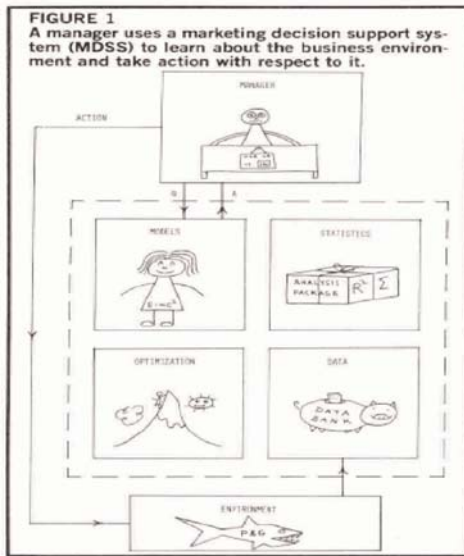 FIGURE 1
A manager uses a marketing decision support sys-
tem (MDSS) to learn about the business environ-
ment and take action with respect to it.
MANAGER
ACTION
Q A
MODELS
STATISTICS
E=MC²
ANALYSIS
PACKAGE
R² Σ
OPTIMIZATION
DATA
DATA
BANK
ENVIRONMENT
P&G